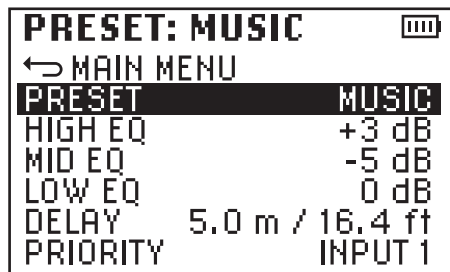 PRESET: MUSIC
MAIN MENU
PRESET MUSIC
HIGH EQ +3 dB
MID EQ -5 dB
LOW EQ 0 dB
DELAY 5.0 m / 16.4 ft
PRIORITY INPUT 1